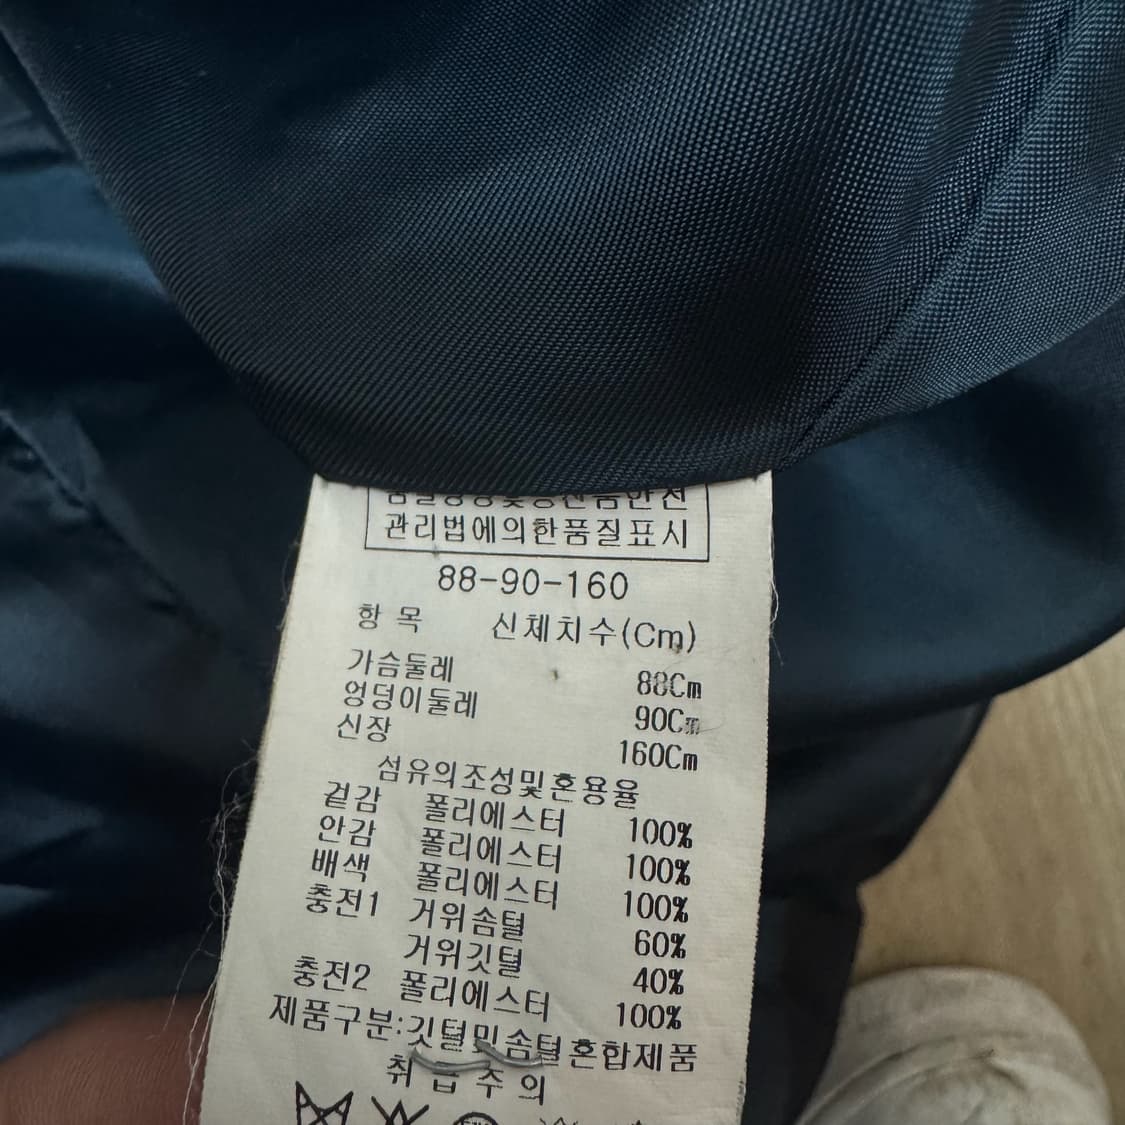 관리법에의한품질표시
88-90-160
항 목 신체치수(Cm)
가슴둘레 88Cm
엉덩이둘레 90Cm
신장 160Cm
섬유의조성및혼용율
겉감 폴리에스터 100%
안감 폴리에스터 100%
배색 폴리에스터 100%
충전1 거위솜털 60%
거위깃털 40%
충전2 폴리에스터 100%
제품구분:깃털및솜털혼합제품
취급주의